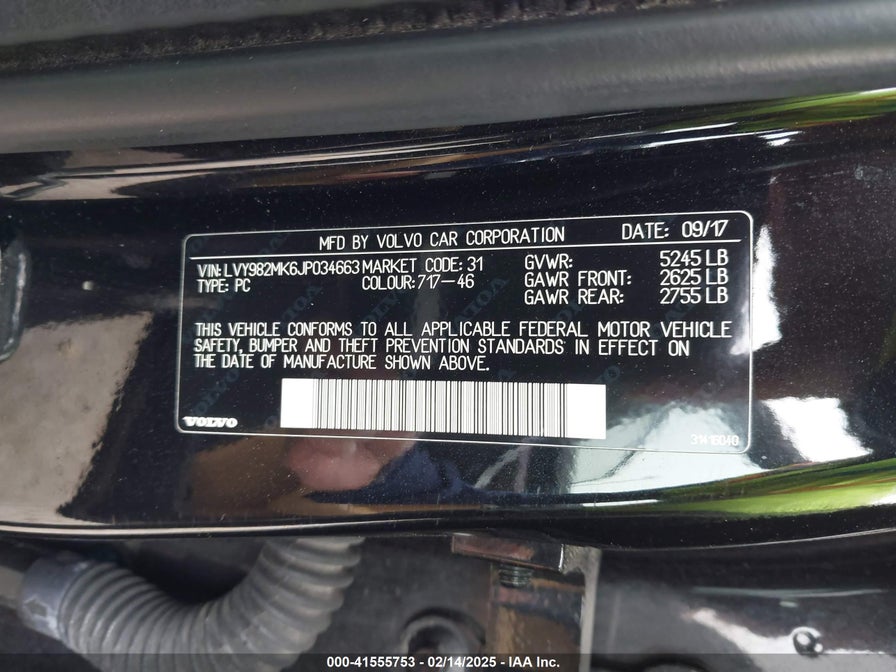 MFD BY VOLVO CAR CORPORATION DATE: 09/17
VIN: LVY982MK6JP034663 MARKET CODE: 31 GVWR: 5245 LB
TYPE: PC COLOUR: 717-46 GAWR FRONT: 2625 LB
GAWR REAR: 2755 LB
THIS VEHICLE CONFORMS TO ALL APPLICABLE FEDERAL MOTOR VEHICLE
SAFETY, BUMPER AND THEFT PREVENTION STANDARDS IN EFFECT ON
THE DATE OF MANUFACTURE SHOWN ABOVE.
VOLVO
31416040
000-41555753 - 02/14/2025 - IAA Inc.